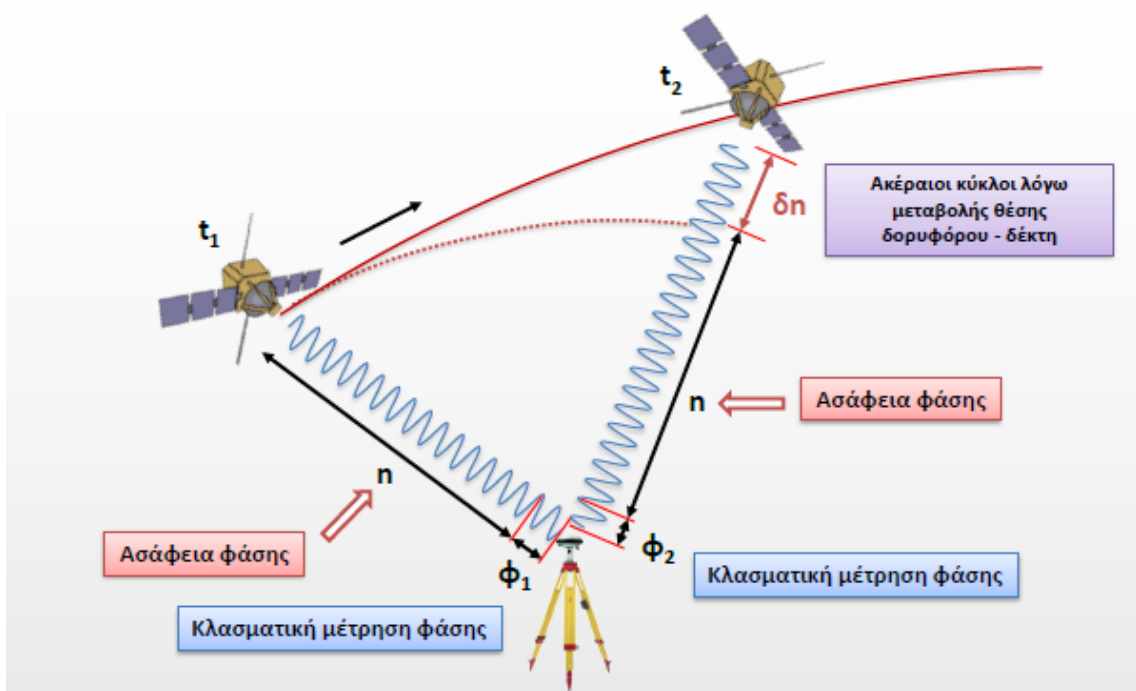 t₂
Ακέραιοι κύκλοι λόγω
μεταβολής θέσης
δορυφόρου - δέκτη
δn
t₁
n
Ασάφεια φάσης
n
Ασάφεια φάσης
φ₁
φ₂
Κλασματική μέτρηση φάσης
Κλασματική μέτρηση φάσης